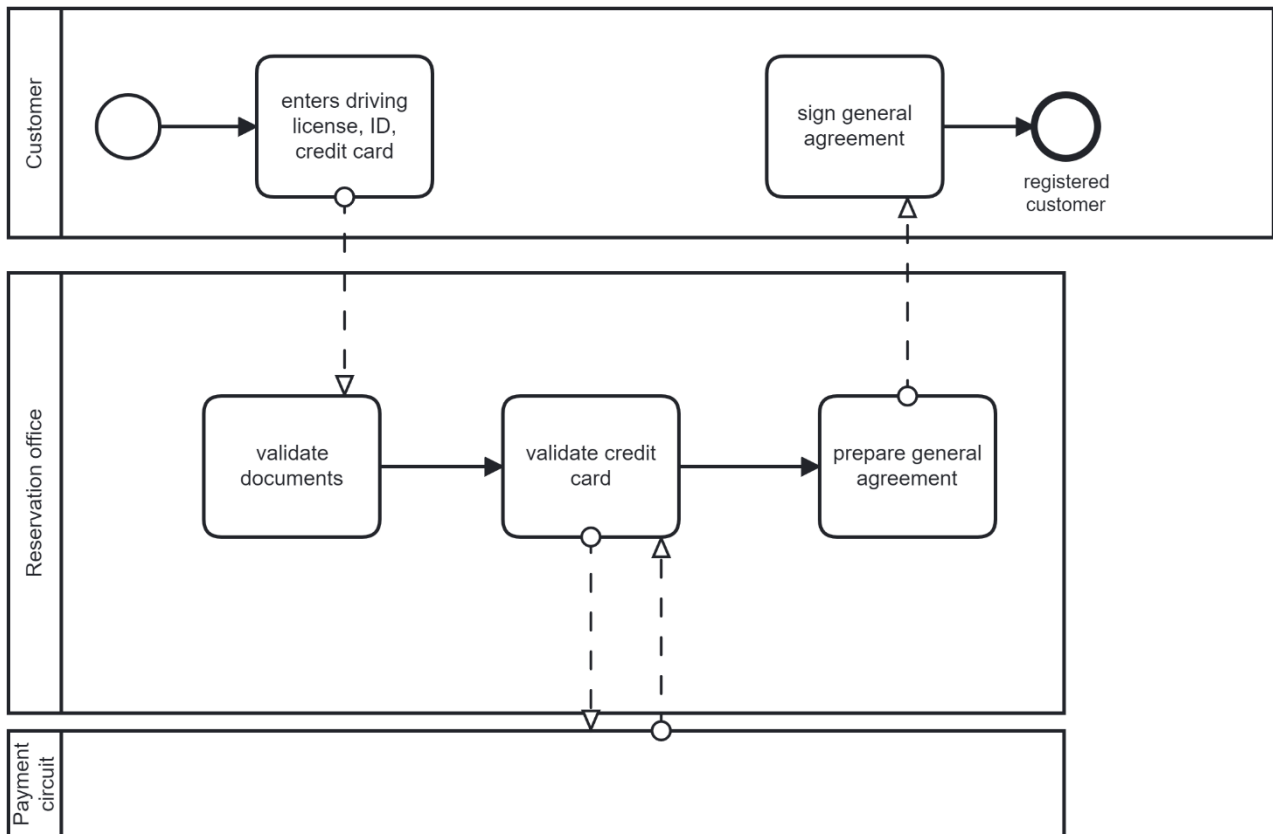 Customer
enters driving
license, ID,
credit card
sign general
agreement
registered
customer
Reservation office
validate
documents
validate credit
card
prepare general
agreement
Payment
circuit